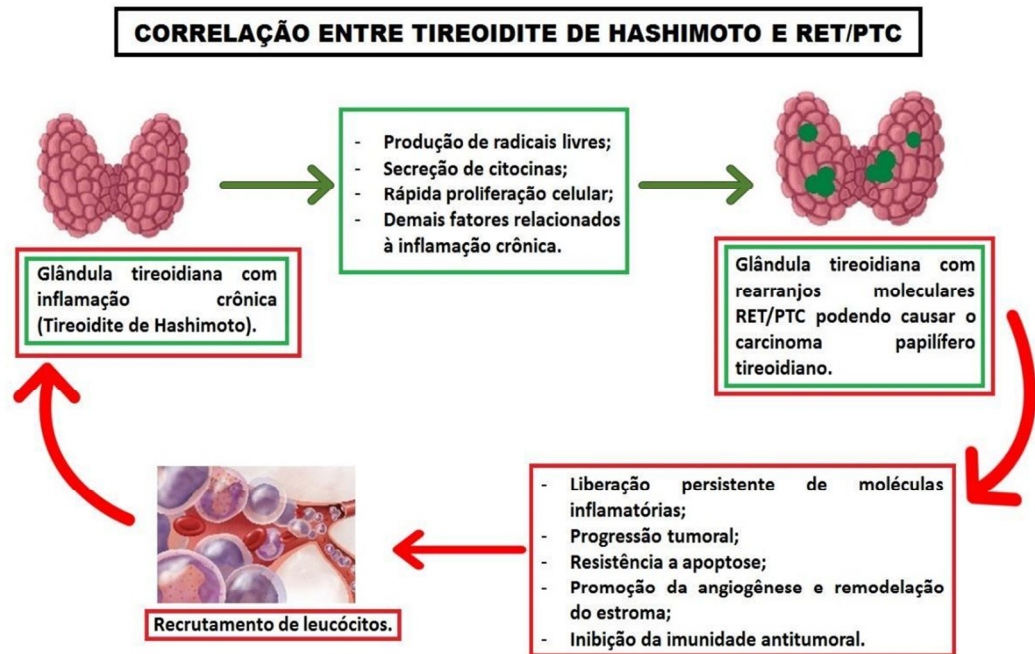 CORRELAÇÃO ENTRE TIREOIDITE DE HASHIMOTO E RET/PTC
- Produção de radicais livres;
- Secreção de citocinas;
- Rápida proliferação celular;
- Demais fatores relacionados
à inflamação crônica.
Glândula tireoidiana com
inflamação crônica
(Tireoidite de Hashimoto).
Glândula tireoidiana com
rearranjos moleculares
RET/PTC podendo causar o
carcinoma papilífero
tireoidiano.
- Liberação persistente de moléculas
inflamatórias;
- Progressão tumoral;
- Resistência a apoptose;
- Promoção da angiogênese e remodelação
do estroma;
- Inibição da imunidade antitumoral.
Recrutamento de leucócitos.